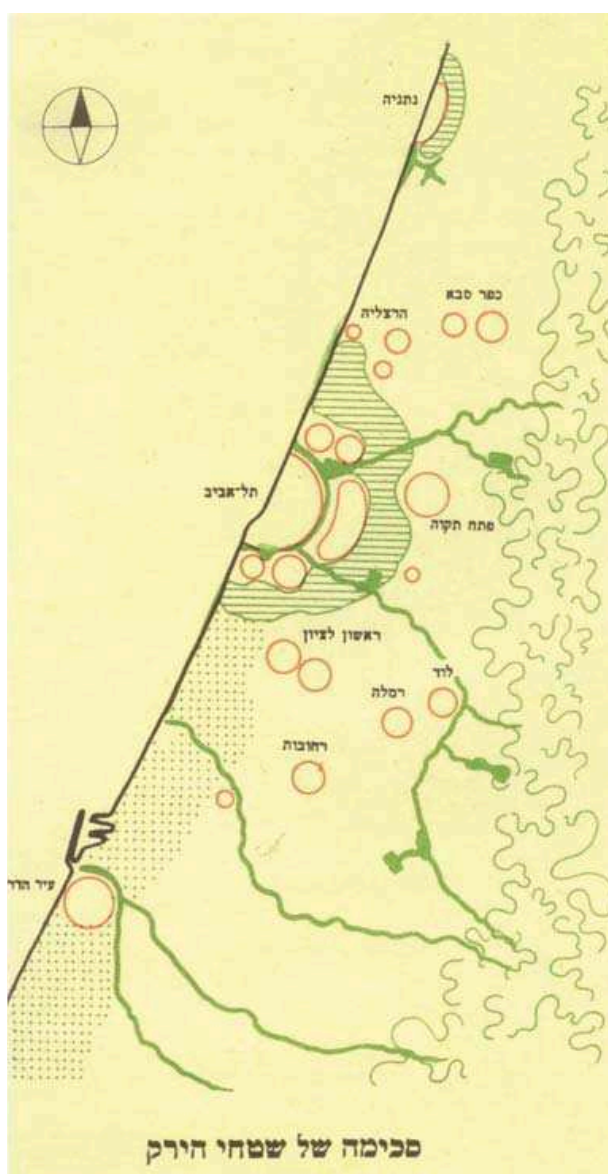 נתניה
כפר סבא
הרצליה
תל-אביב
פתח תקוה
ראשון לציון
לוד
רמלה
רחובות
עיר הדר
סכימה של שטחי הירק